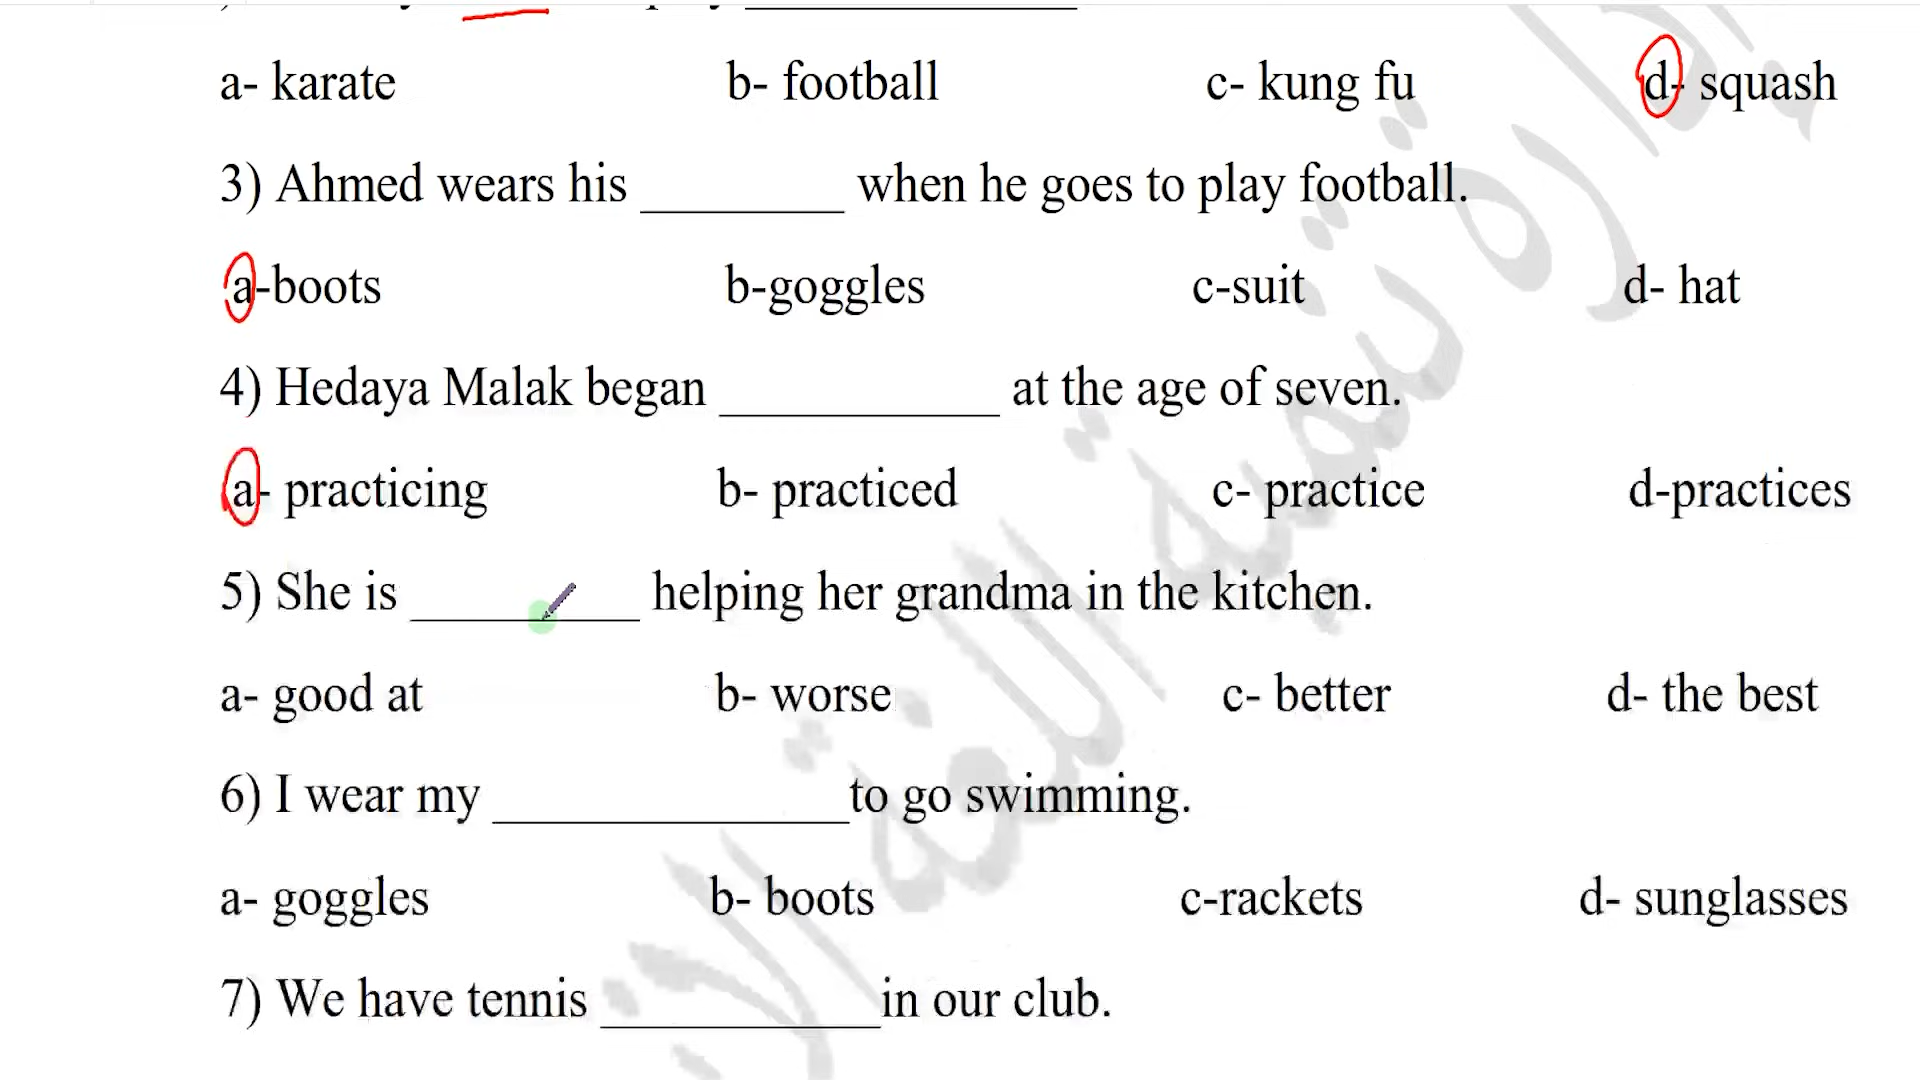 a- karate b- football c- kung fu d- squash
3) Ahmed wears his ________ when he goes to play football.
a-boots b-goggles c-suit d- hat
4) Hedaya Malak began ___________ at the age of seven.
a- practicing b- practiced c- practice d-practices
5) She is _________ helping her grandma in the kitchen.
a- good at b- worse c- better d- the best
6) I wear my ______________to go swimming.
a- goggles b- boots c-rackets d- sunglasses
7) We have tennis ___________in our club.